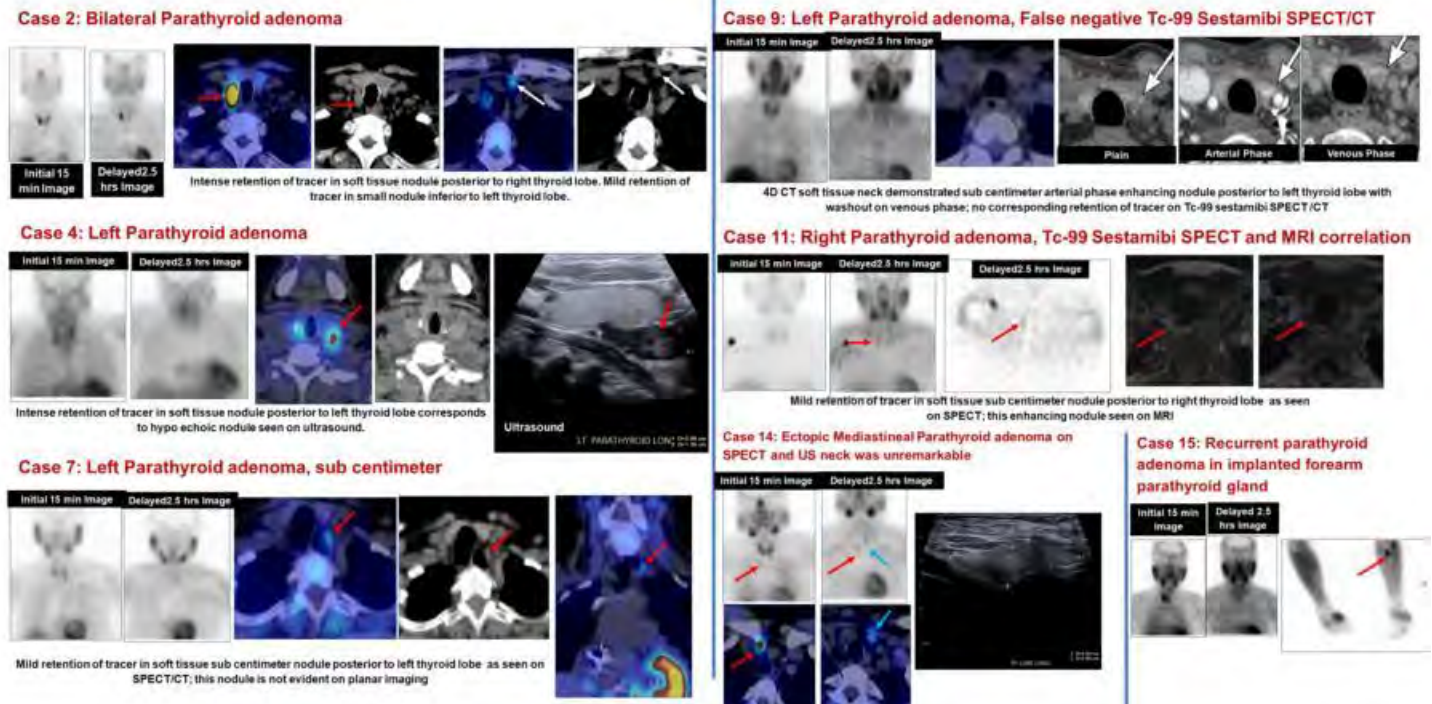 Case 2: Bilateral Parathyroid adenoma
Initial 15
min Image
Delayed2.5
hrs Image
Intense retention of tracer in soft tissue nodule posterior to right thyroid lobe. Mild retention of
tracer in small nodule inferior to left thyroid lobe.
Case 4: Left Parathyroid adenoma
Initial 15 min Image
Delayed2.5 hrs Image
Ultrasound
LT PARATHYROID LONG
Intense retention of tracer in soft tissue nodule posterior to left thyroid lobe corresponds
to hypo echoic nodule seen on ultrasound.
Case 7: Left Parathyroid adenoma, sub centimeter
Initial 15 min Image
Delayed2.5 hrs Image
Mild retention of tracer in soft tissue sub centimeter nodule posterior to left thyroid lobe as seen on
SPECT/CT; this nodule is not evident on planar imaging
Case 9: Left Parathyroid adenoma, False negative Tc-99 Sestamibi SPECT/CT
Initial 15 min Image
Delayed2.5 hrs Image
Plain
Arterial Phase
Venous Phase
4D CT soft tissue neck demonstrated sub centimeter arterial phase enhancing nodule posterior to left thyroid lobe with
washout on venous phase; no corresponding retention of tracer on Tc-99 sestamibi SPECT/CT
Case 11: Right Parathyroid adenoma, Tc-99 Sestamibi SPECT and MRI correlation
Initial 15 min Image
Delayed2.5 hrs Image
Delayed2.5 hrs Image
Mild retention of tracer in soft tissue sub centimeter nodule posterior to right thyroid lobe as seen
on SPECT; this enhancing nodule seen on MRI
Case 14: Ectopic Mediastineal Parathyroid adenoma on
SPECT and US neck was unremarkable
Initial 15 min Image
Delayed2.5 hrs Image
Case 15: Recurrent parathyroid
adenoma in implanted forearm
parathyroid gland
Initial 15 min
Image
Delayed 2.5
hrs Image